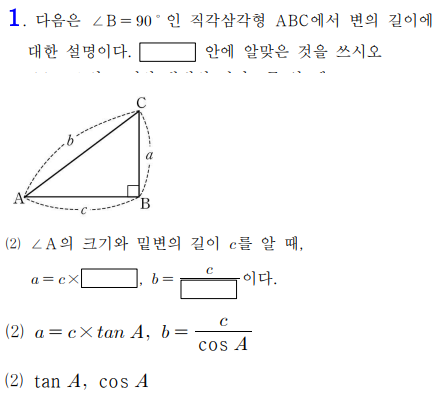 1. 다음은 ∠B=90°인 직각삼각형 ABC에서 변의 길이에
대한 설명이다. □ 안에 알맞은 것을 쓰시오
C
b
a
A
B
c
(2) ∠A의 크기와 밑변의 길이 c를 알 때,
a=c×□, b=c/□이다.
(2) a=c×tan A, b=c/cos A
(2) tan A, cos A